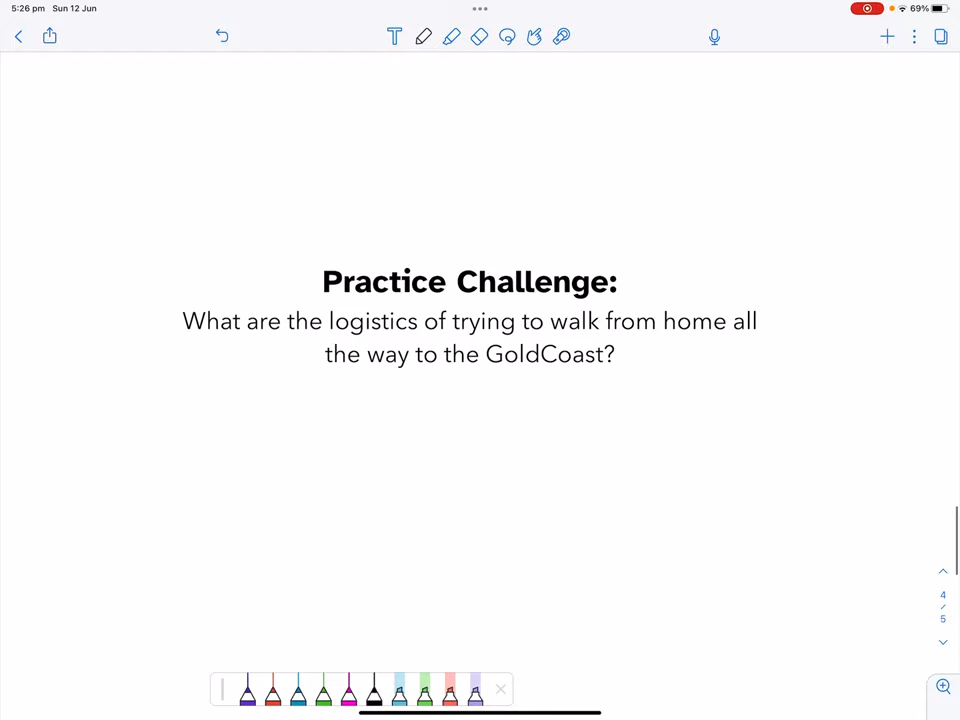 5:26 pm Sun 12 Jun
69%
Practice Challenge:
What are the logistics of trying to walk from home all
the way to the GoldCoast?
4
/
5